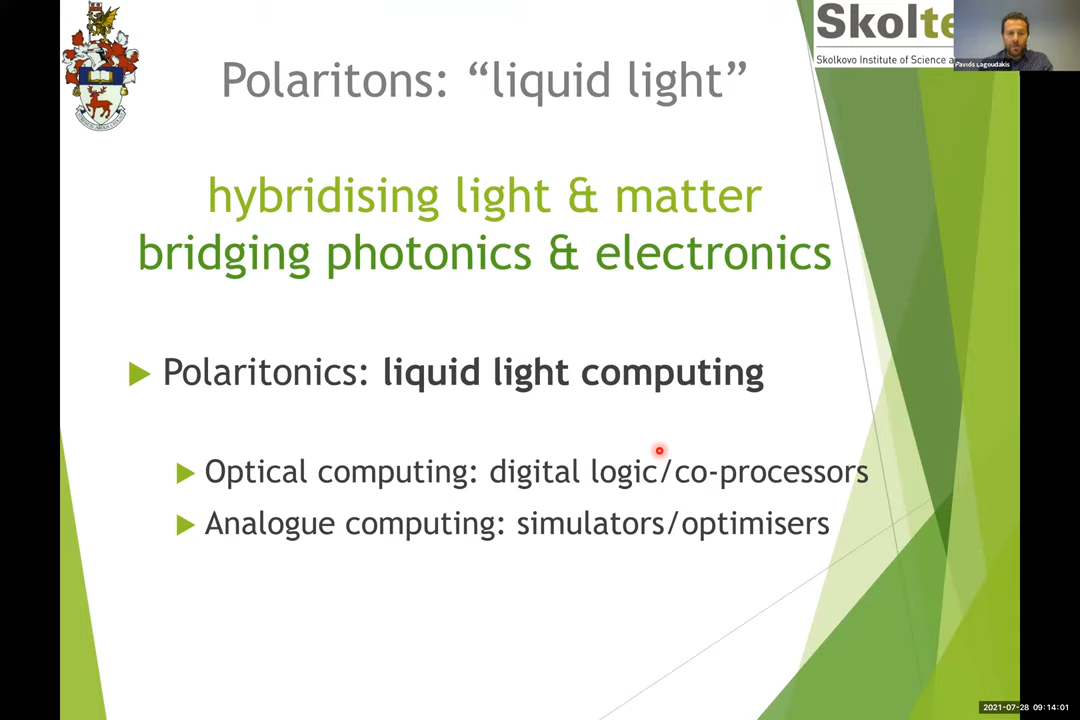 Polaritons: “liquid light”
Skolte
Skolkovo Institute of Science a
Pavlos Lagoudakis
hybridising light & matter
bridging photonics & electronics
Polaritonics: liquid light computing
Optical computing: digital logic/co-processors
Analogue computing: simulators/optimisers
2021-07-28 09:14:01